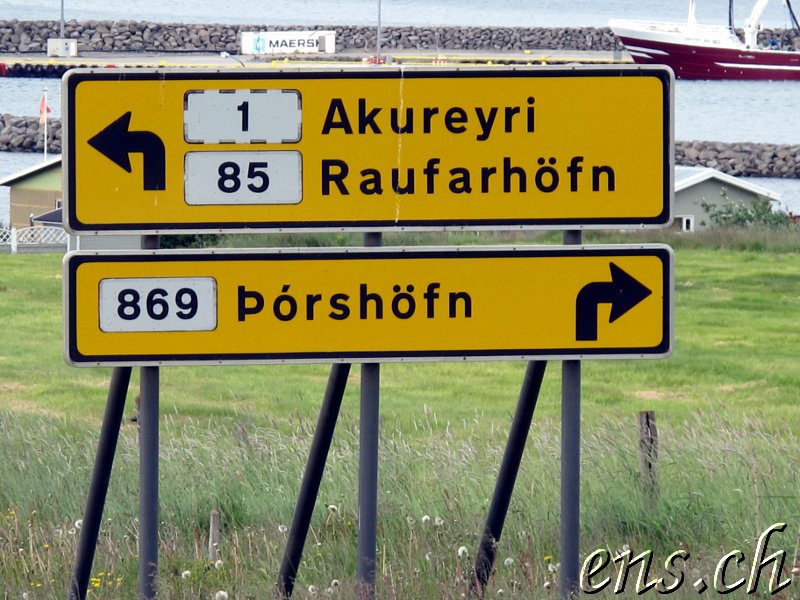 MAERSK
1 Akureyri
85 Raufarhöfn
869 Þórshöfn
ens.ch